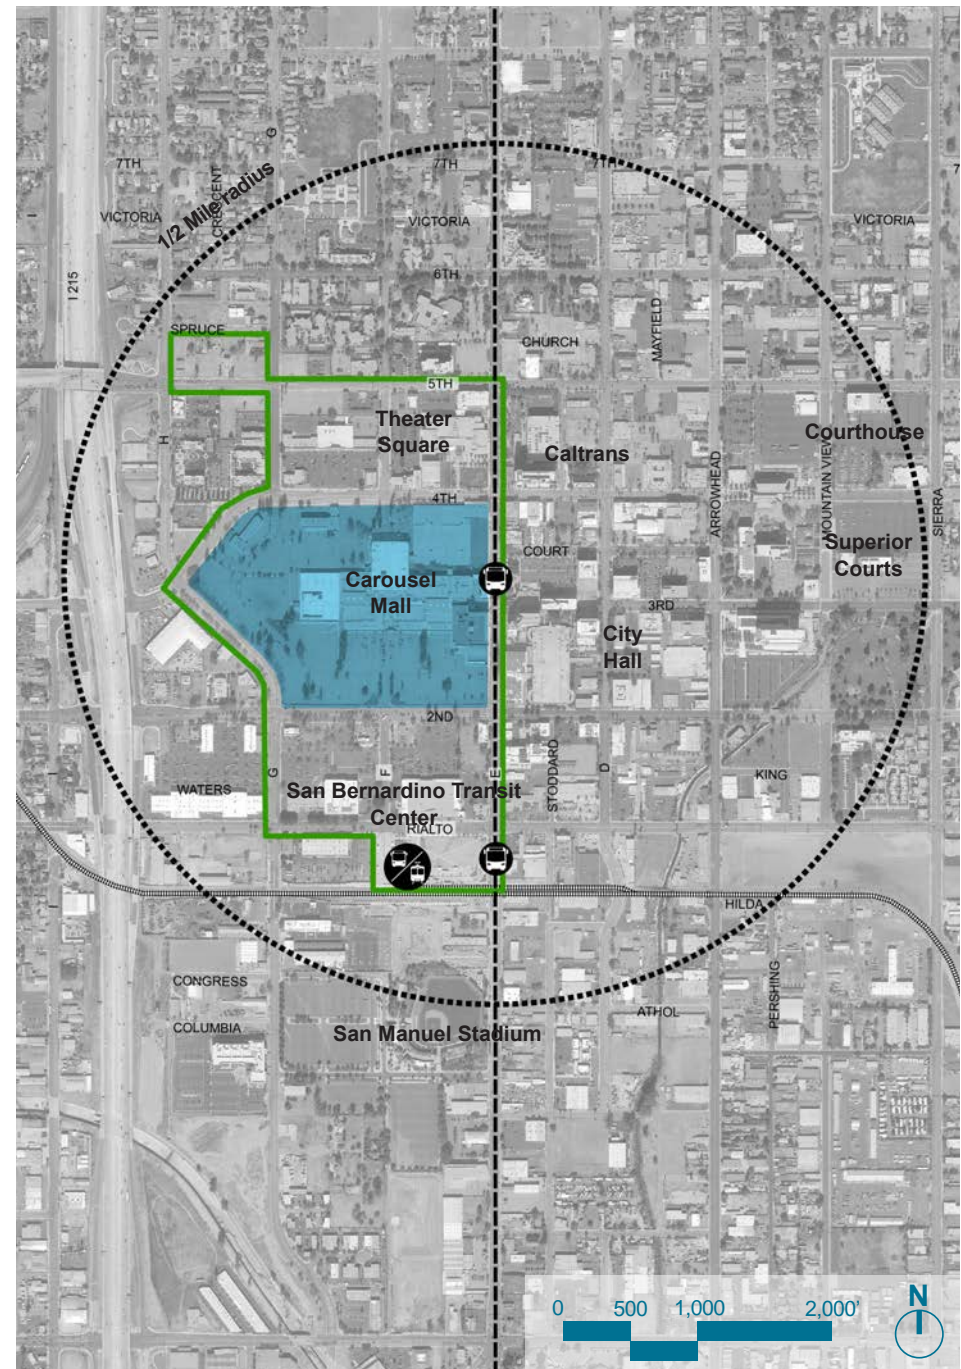 G
7TH
7TH
7TH
7
1/2 Mile radius
CRESCENT
VICTORIA
VICTORIA
VICTORIA
I
I 215
6TH
SPRUCE
CHURCH
MAYFIELD
5TH
Theater
Square
H
Caltrans
Courthouse
ARROWHEAD
MOUNTAIN VIEW
SIERRA
4TH
COURT
Superior
Courts
Carousel
Mall
3RD
City
Hall
2ND
G
F
E
STODDARD
D
I
KING
WATERS
San Bernardino Transit
Center
RIALTO
I
HILDA
CONGRESS
PERSHING
ATHOL
COLUMBIA
San Manuel Stadium
0 500 1,000 2,000'
N